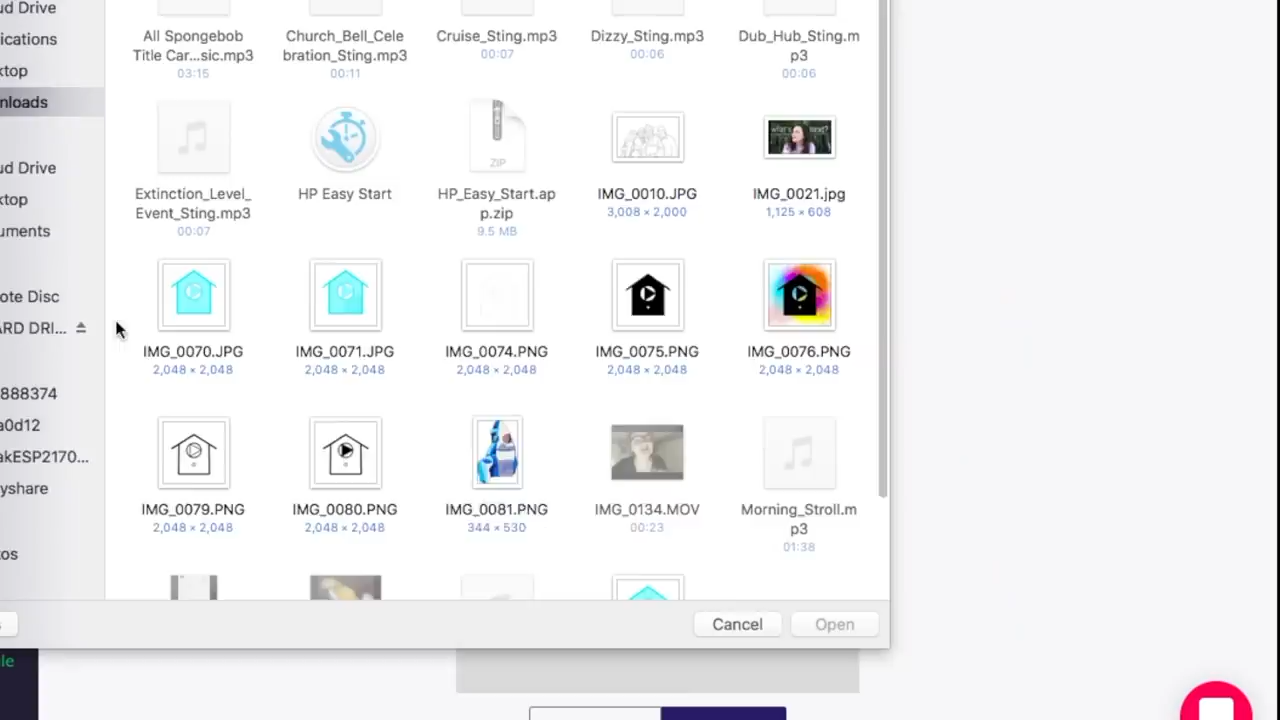 ud Drive
ications
ktop
nloads
ud Drive
ktop
uments
ote Disc
ARD DRI...
888374
a0d12
akESP2170...
yshare
tos
s
le
All Spongebob
Title Car...sic.mp3
03:15
Church_Bell_Cele
bration_Sting.mp3
00:11
Cruise_Sting.mp3
00:07
Dizzy_Sting.mp3
00:06
Dub_Hub_Sting.m
p3
00:06
Extinction_Level_
Event_Sting.mp3
00:07
HP Easy Start
ZIP
HP_Easy_Start.ap
p.zip
9.5 MB
IMG_0010.JPG
3,008 × 2,000
IMG_0021.jpg
1,125 × 608
IMG_0070.JPG
2,048 × 2,048
IMG_0071.JPG
2,048 × 2,048
IMG_0074.PNG
2,048 × 2,048
IMG_0075.PNG
2,048 × 2,048
IMG_0076.PNG
2,048 × 2,048
IMG_0079.PNG
2,048 × 2,048
IMG_0080.PNG
2,048 × 2,048
IMG_0081.PNG
344 × 530
IMG_0134.MOV
00:23
Morning_Stroll.m
p3
01:38
Cancel
Open